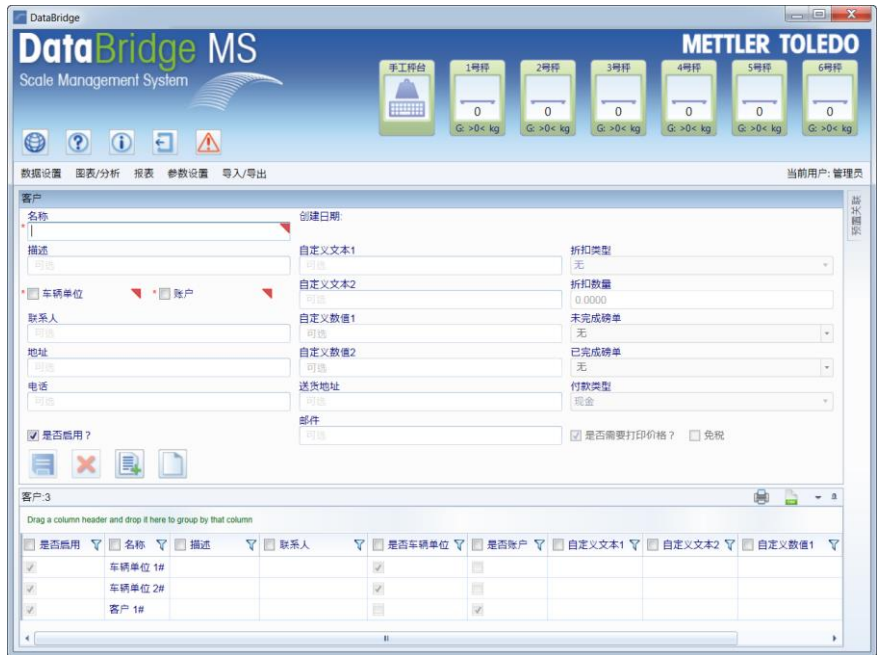 DataBridge
DataBridge MS
METTLER TOLEDO
Scale Management System
手工秤台 1号秤 2号秤 3号秤 4号秤 5号秤 6号秤
0 0 0 0 0 0
G: >0< kg G: >0< kg G: >0< kg G: >0< kg G: >0< kg G: >0< kg
数据设置 图表/分析 报表 参数设置 导入/导出 当前用户: 管理员
客户
预置关联
名称 创建日期:
*
描述 自定义文本1 折扣类型
可选 可选 无
自定义文本2 折扣数量
* 车辆单位 * 账户 可选 0.0000
联系人 自定义数值1 未完成磅单
可选 可选 无
地址 自定义数值2 已完成磅单
可选 可选 无
电话 送货地址 付款类型
可选 可选 现金
邮件
是否启用？ 可选 是否需要打印价格？ 免税
客户:3
Drag a column header and drop it here to group by that column
是否启用 名称 描述 联系人 是否车辆单位 是否账户 自定义文本1 自定义文本2 自定义数值1
车辆单位 1#
车辆单位 2#
客户 1#